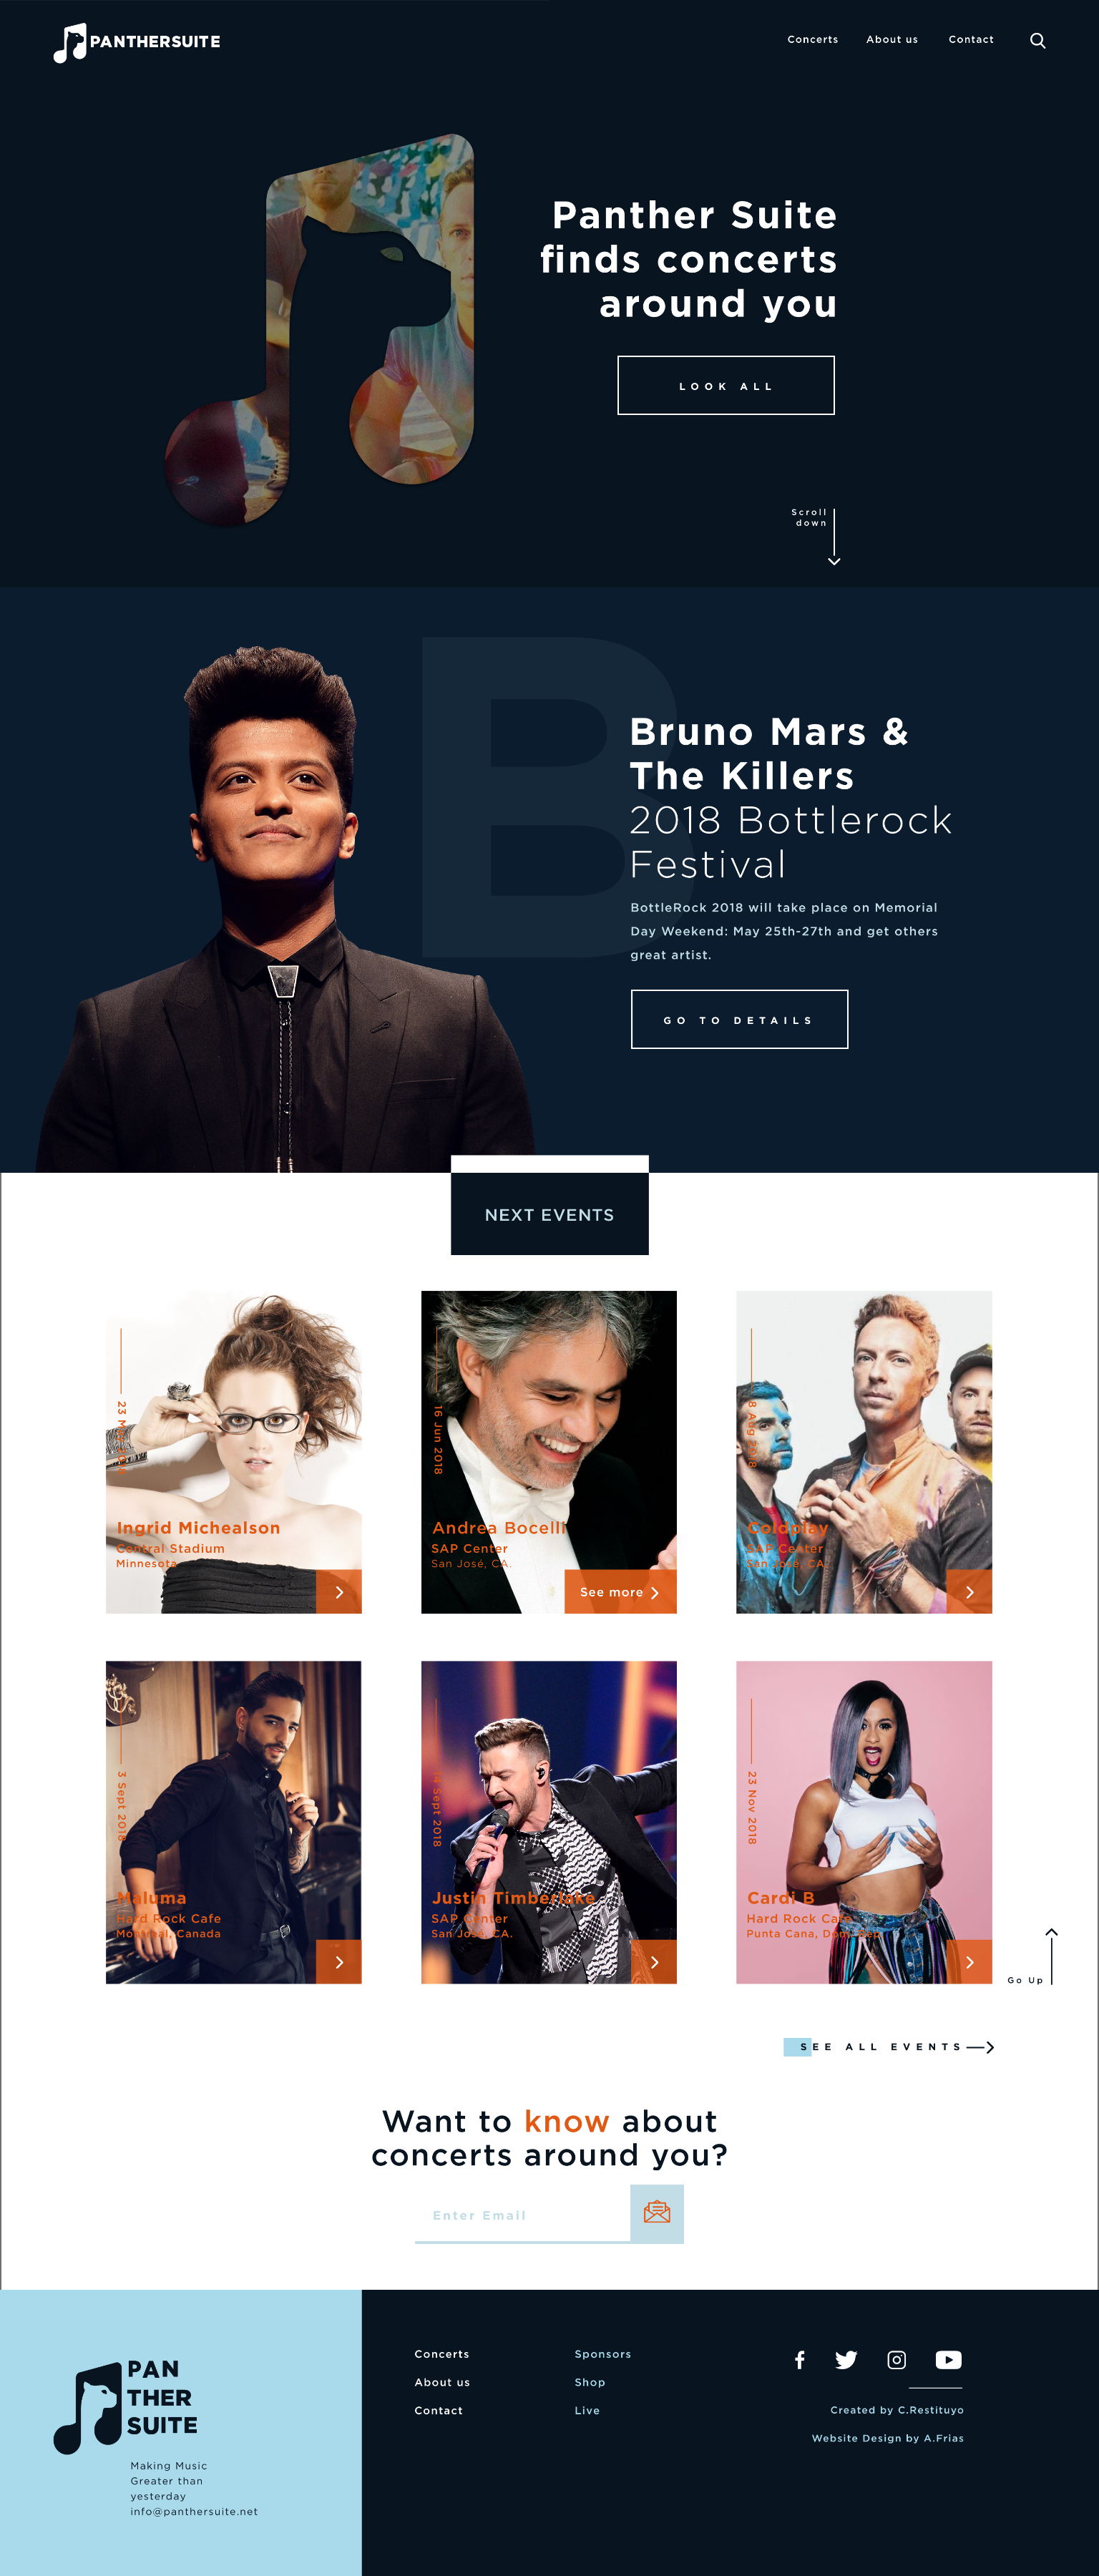 PANTHERSUITE
Concerts
About us
Contact
Panther Suite
finds concerts
around you
LOOK ALL
Scroll
down
B
Bruno Mars &
The Killers
2018 Bottlerock
Festival
BottleRock 2018 will take place on Memorial
Day Weekend: May 25th-27th and get others
great artist.
GO TO DETAILS
NEXT EVENTS
23
Ingrid Michealson
Central Stadium
Minnesota
16 Jun 2018
Andrea Bocelli
SAP Center
San José, CA.
See more
8 Aug 2018
Coldplay
SAP Center
San José, CA.
3 Sept 2018
Maluma
Hard Rock Cafe
Montreal, Canada
Sept 2018
Justin Timberlake
SAP Center
San José, CA.
23 Nov 2018
Cardi B
Hard Rock Cafe
Punta Cana, Dom. Rep.
Go Up
SEE ALL EVENTS
Want to know about
concerts around you?
Enter Email
PAN
THER
SUITE
Making Music
Greater than
yesterday
info@panthersuite.net
Concerts
About us
Contact
Sponsors
Shop
Live
Created by C.Restituyo
Website Design by A.Frias